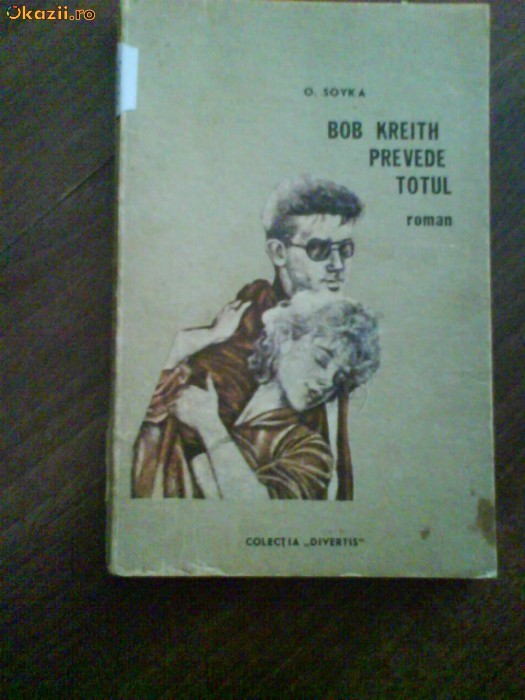 Okazii.ro
O. SOYKA
BOB KREITH
PREVEDE
TOTUL
roman
COLECȚIA „DIVERTIS"